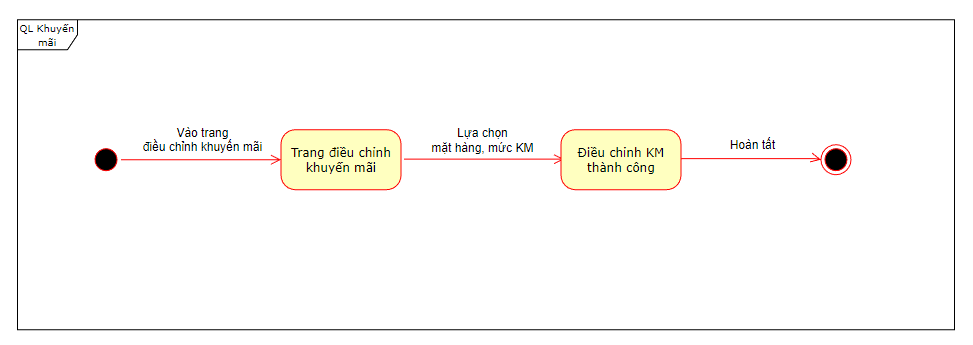 QL Khuyến
mãi
Vào trang
điều chỉnh khuyến mãi
Trang điều chỉnh
khuyến mãi
Lựa chọn
mặt hàng, mức KM
Điều chỉnh KM
thành công
Hoàn tất